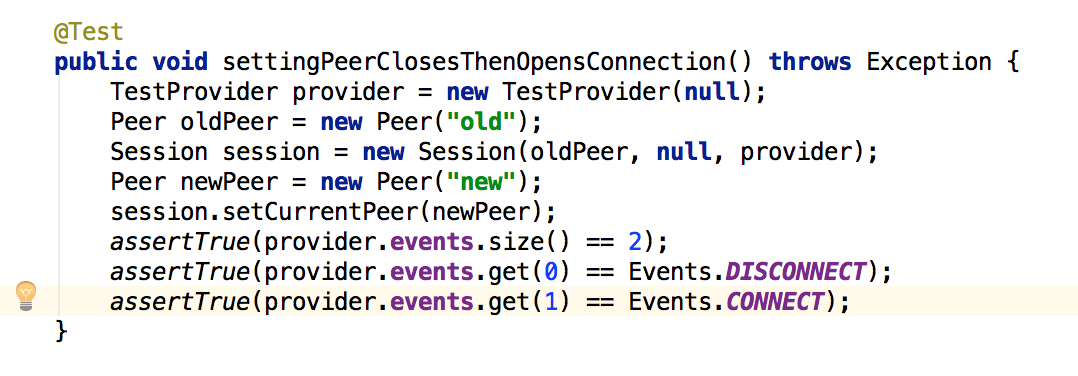 @Test
public void settingPeerClosesThenOpensConnection() throws Exception {
    TestProvider provider = new TestProvider(null);
    Peer oldPeer = new Peer("old");
    Session session = new Session(oldPeer, null, provider);
    Peer newPeer = new Peer("new");
    session.setCurrentPeer(newPeer);
    assertTrue(provider.events.size() == 2);
    assertTrue(provider.events.get(0) == Events.DISCONNECT);
    assertTrue(provider.events.get(1) == Events.CONNECT);
}